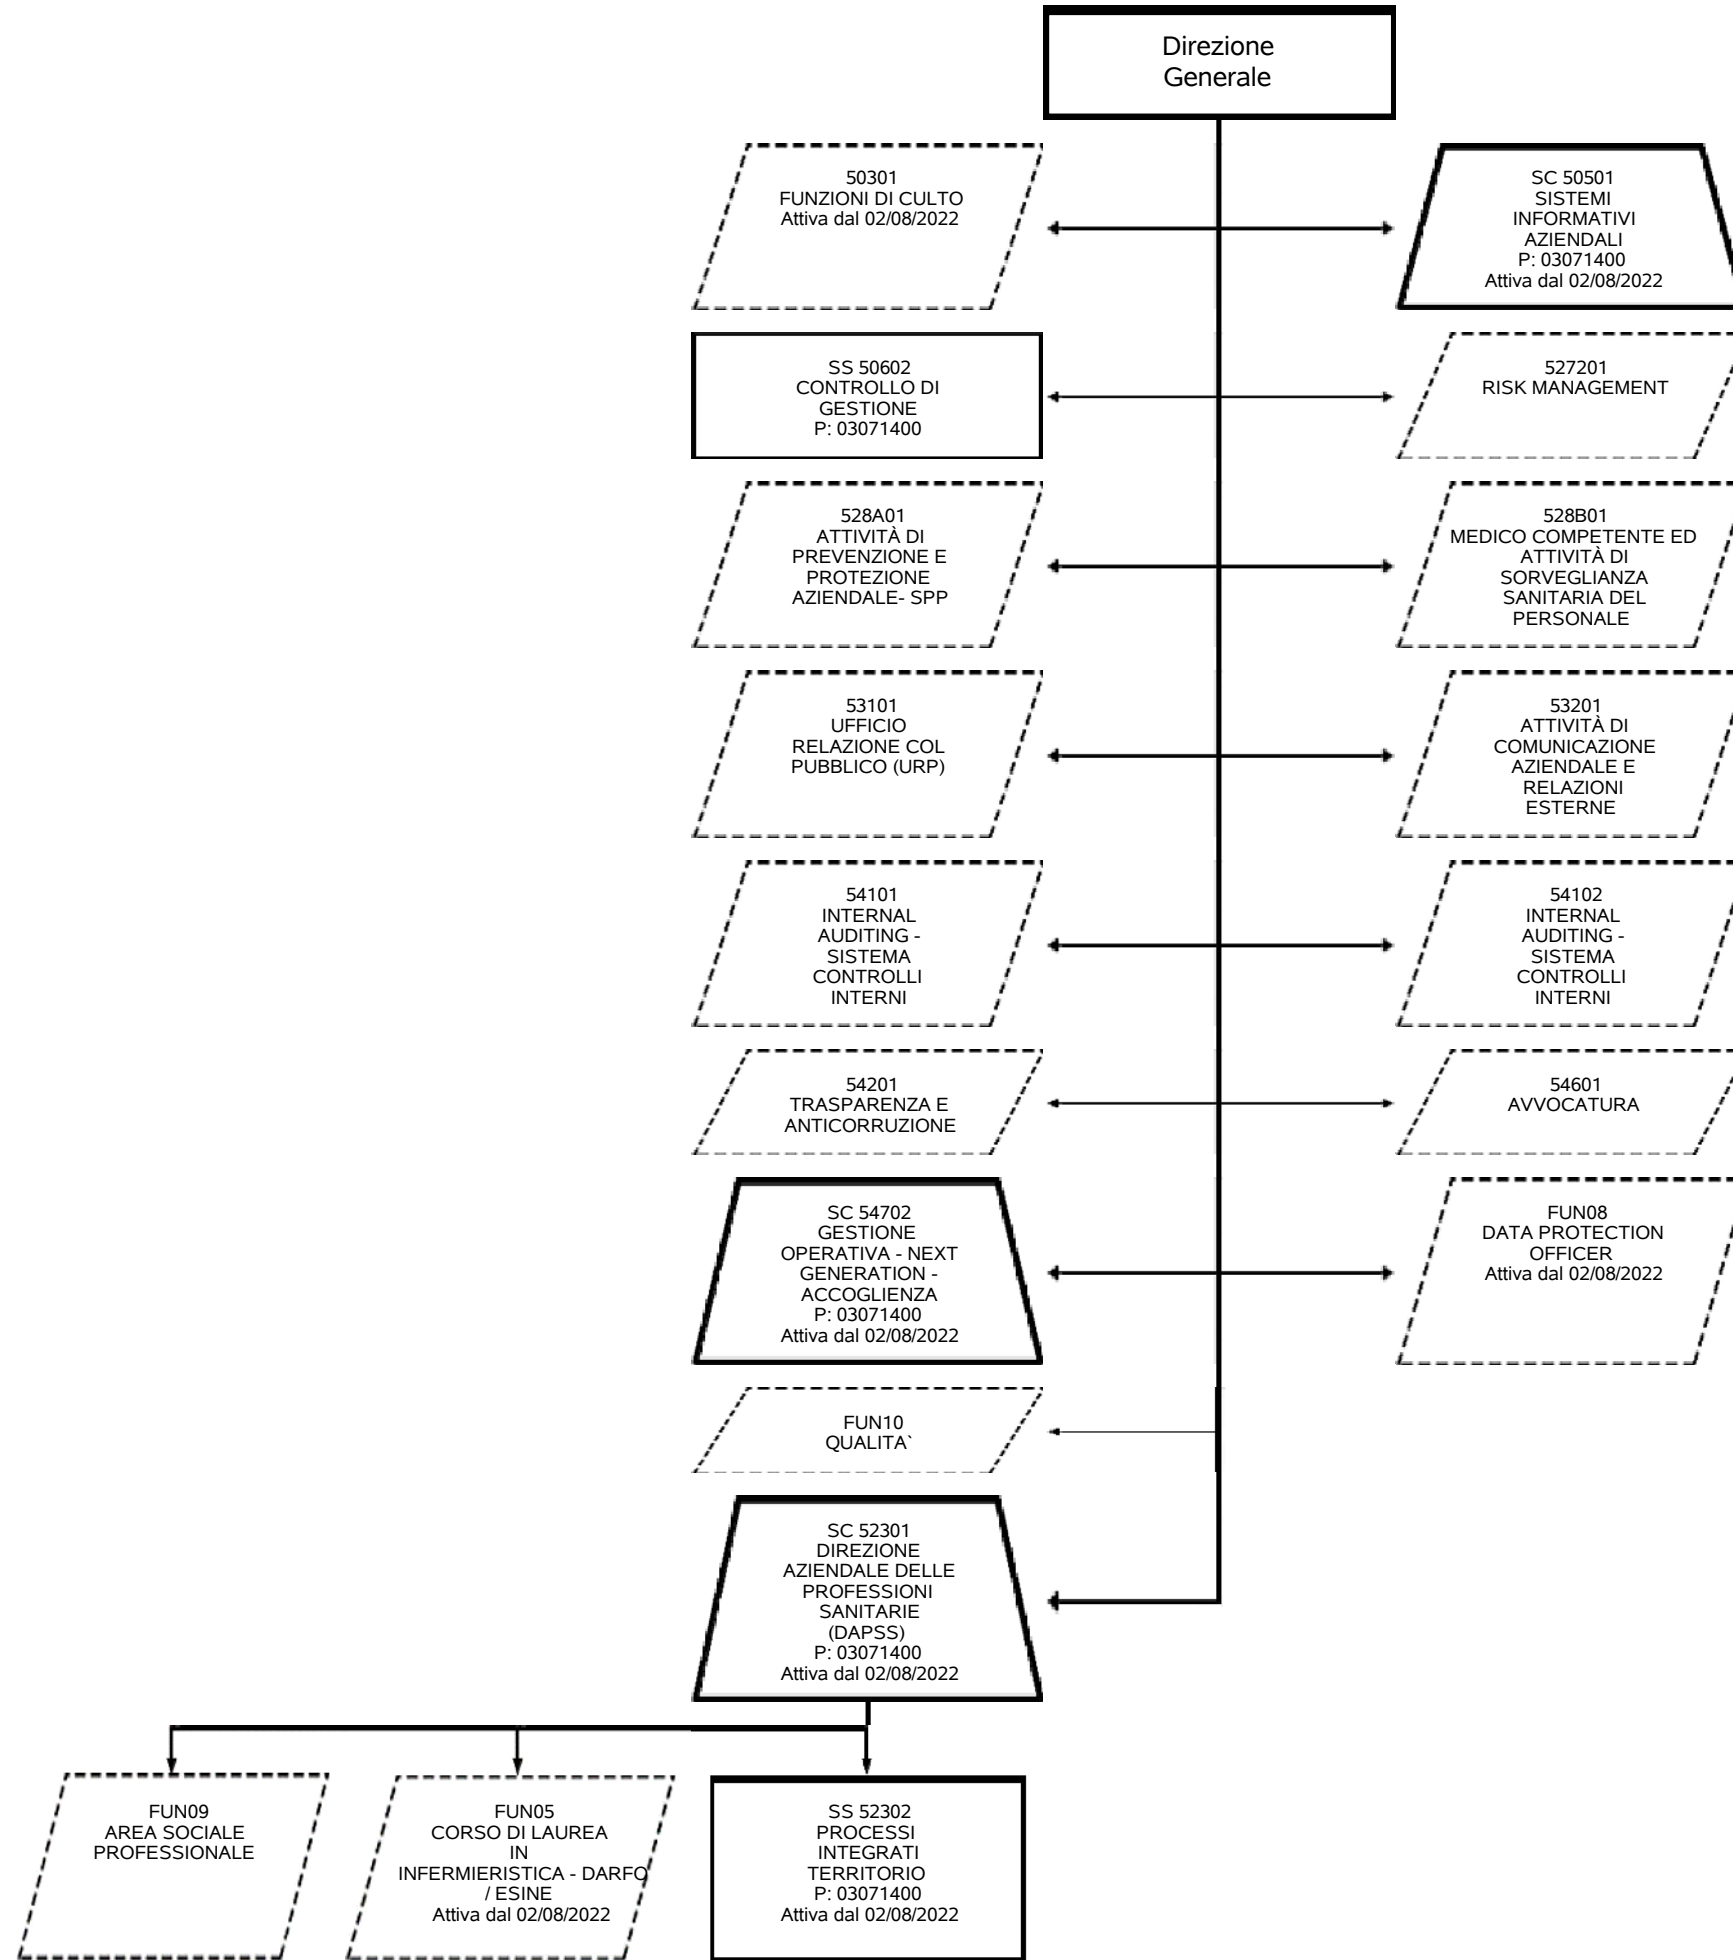 Direzione
Generale
50301
FUNZIONI DI CULTO
Attiva dal 02/08/2022
SC 50501
SISTEMI
INFORMATIVI
AZIENDALI
P: 03071400
Attiva dal 02/08/2022
SS 50602
CONTROLLO DI
GESTIONE
P: 03071400
527201
RISK MANAGEMENT
528A01
ATTIVITÀ DI
PREVENZIONE E
PROTEZIONE
AZIENDALE- SPP
528B01
MEDICO COMPETENTE ED
ATTIVITÀ DI
SORVEGLIANZA
SANITARIA DEL
PERSONALE
53101
UFFICIO
RELAZIONE COL
PUBBLICO (URP)
53201
ATTIVITÀ DI
COMUNICAZIONE
AZIENDALE E
RELAZIONI
ESTERNE
54101
INTERNAL
AUDITING -
SISTEMA
CONTROLLI
INTERNI
54102
INTERNAL
AUDITING -
SISTEMA
CONTROLLI
INTERNI
54201
TRASPARENZA E
ANTICORRUZIONE
54601
AVVOCATURA
SC 54702
GESTIONE
OPERATIVA - NEXT
GENERATION -
ACCOGLIENZA
P: 03071400
Attiva dal 02/08/2022
FUN08
DATA PROTECTION
OFFICER
Attiva dal 02/08/2022
FUN10
QUALITA`
SC 52301
DIREZIONE
AZIENDALE DELLE
PROFESSIONI
SANITARIE
(DAPSS)
P: 03071400
Attiva dal 02/08/2022
FUN09
AREA SOCIALE
PROFESSIONALE
FUN05
CORSO DI LAUREA
IN
INFERMIERISTICA - DARFO
/ ESINE
Attiva dal 02/08/2022
SS 52302
PROCESSI
INTEGRATI
TERRITORIO
P: 03071400
Attiva dal 02/08/2022